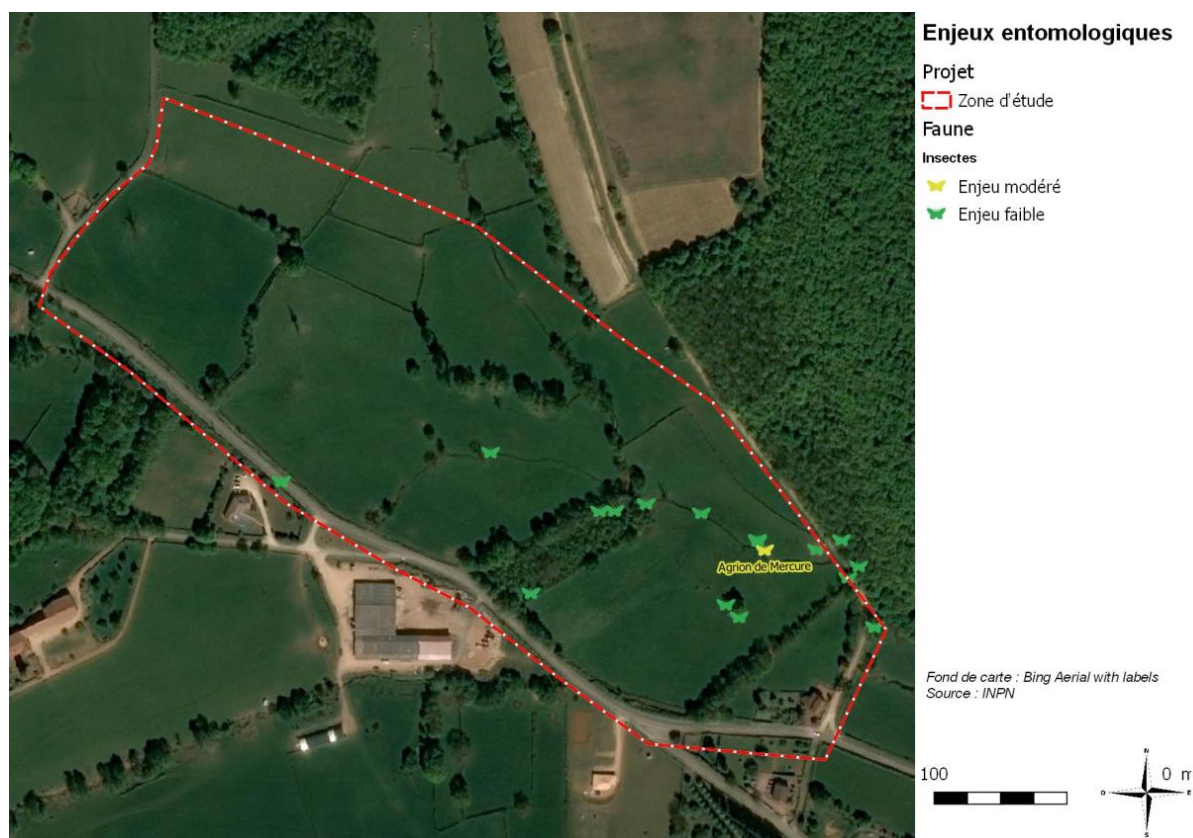 Enjeux entomologiques
Projet
Zone d'étude
Faune
Insectes
Enjeu modéré
Enjeu faible
Agrion de Mercure
Fond de carte : Bing Aerial with labels
Source : INPN
100 0 m
N
O E
S